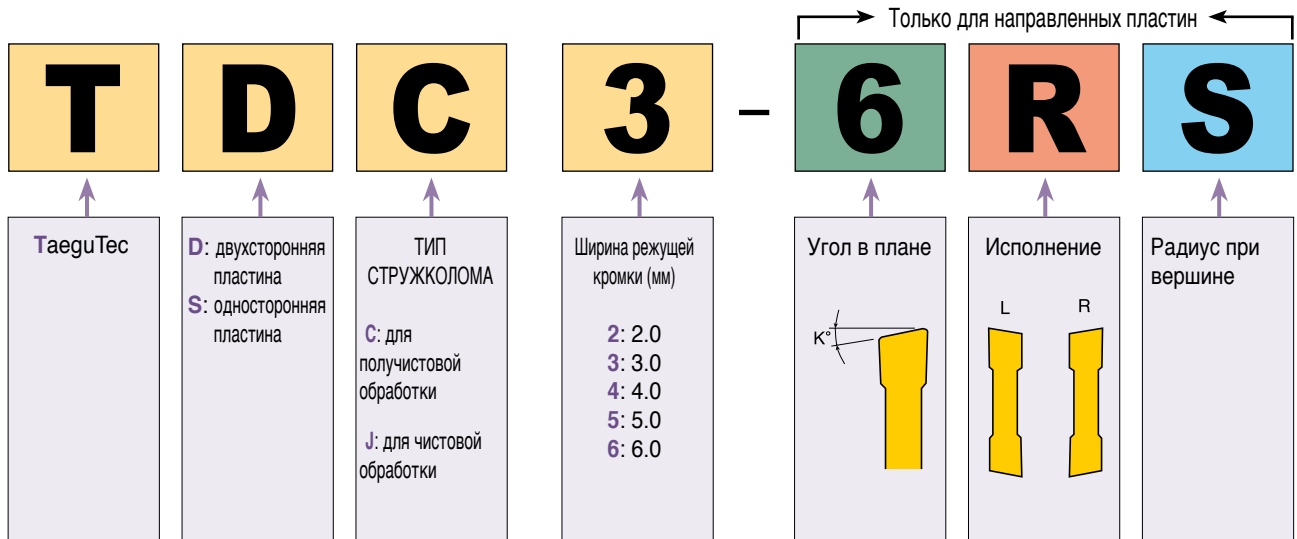 Только для направленных пластин
T D C 3 – 6 R S
TaeguTec
D: двухсторонняя
пластина
S: односторонняя
пластина
ТИП
СТРУЖКОЛОМА
C: для
получистовой
обработки
J: для чистовой
обработки
Ширина режущей
кромки (мм)
2: 2.0
3: 3.0
4: 4.0
5: 5.0
6: 6.0
Угол в плане
K°
Исполнение
L R
Радиус при
вершине